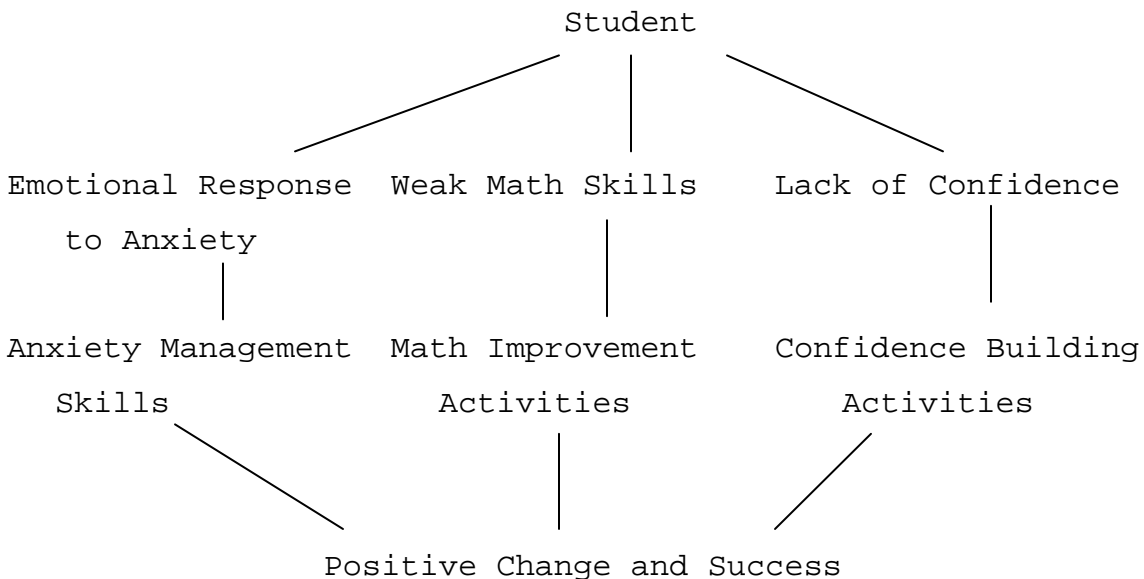 Student
Emotional Response Weak Math Skills Lack of Confidence
to Anxiety
Anxiety Management Math Improvement Confidence Building
Skills Activities Activities
Positive Change and Success